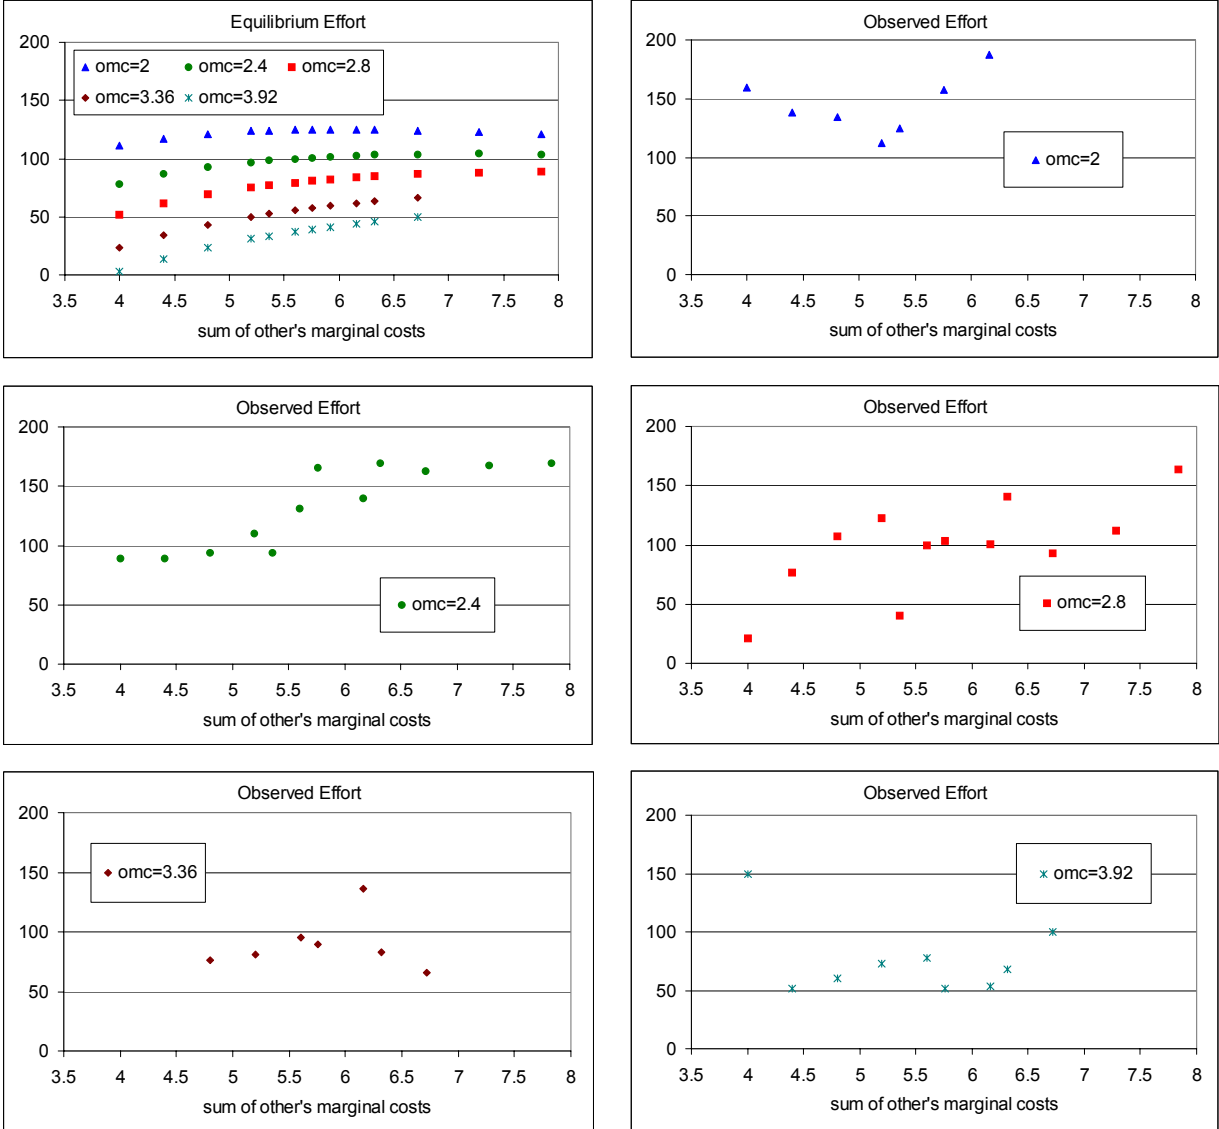 Equilibrium Effort
200
150
100
50
0
omc=2 omc=2.4 omc=2.8
omc=3.36 omc=3.92
3.5 4 4.5 5 5.5 6 6.5 7 7.5 8
sum of other's marginal costs
Observed Effort
200
150
100
50
0
omc=2
3.5 4 4.5 5 5.5 6 6.5 7 7.5 8
sum of other's marginal costs
Observed Effort
200
150
100
50
0
omc=2.4
3.5 4 4.5 5 5.5 6 6.5 7 7.5 8
sum of other's marginal costs
Observed Effort
200
150
100
50
0
omc=2.8
3.5 4 4.5 5 5.5 6 6.5 7 7.5 8
sum of other's marginal costs
Observed Effort
200
150
100
50
0
omc=3.36
3.5 4 4.5 5 5.5 6 6.5 7 7.5 8
sum of other's marginal costs
Observed Effort
200
150
100
50
0
omc=3.92
3.5 4 4.5 5 5.5 6 6.5 7 7.5 8
sum of other's marginal costs